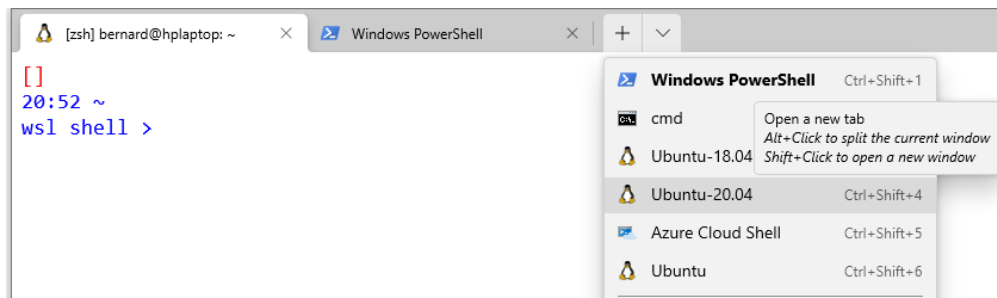 [zsh] bernard@hplaptop: ~
Windows PowerShell
[]
20:52 ~
wsl shell >
Windows PowerShell Ctrl+Shift+1
cmd
Open a new tab
Alt+Click to split the current window
Shift+Click to open a new window
Ubuntu-18.04
Ubuntu-20.04 Ctrl+Shift+4
Azure Cloud Shell Ctrl+Shift+5
Ubuntu Ctrl+Shift+6